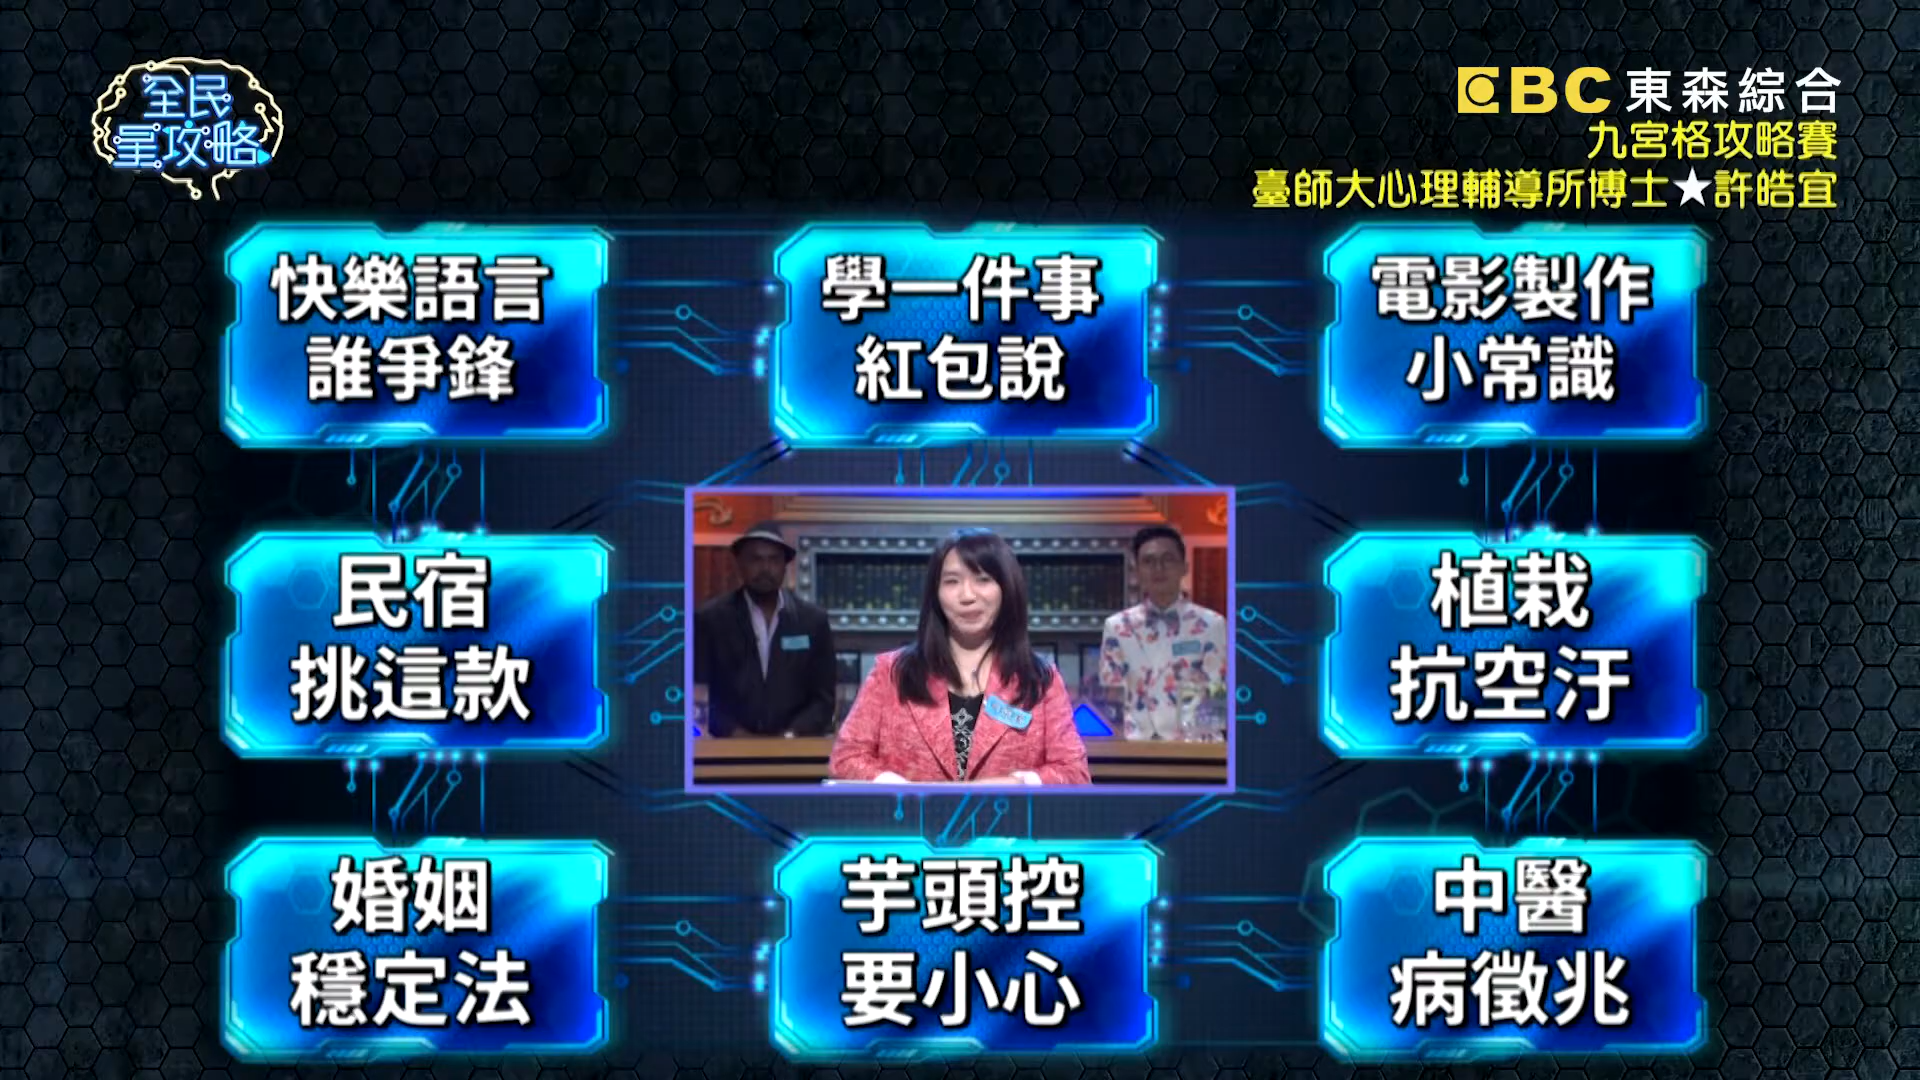 全民
星攻略
EBC 東森綜合
九宮格攻略賽
臺師大心理輔導所博士★許皓宜
快樂語言
誰爭鋒
學一件事
紅包說
電影製作
小常識
民宿
挑這款
植栽
抗空汙
婚姻
穩定法
芋頭控
要小心
中醫
病徵兆